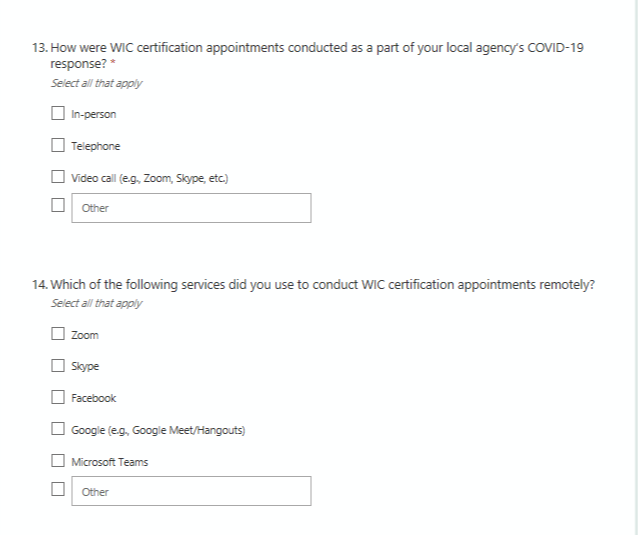 13. How were WIC certification appointments conducted as a part of your local agency's COVID-19
response? *
Select all that apply
In-person
Telephone
Video call (e.g., Zoom, Skype, etc.)
Other
14. Which of the following services did you use to conduct WIC certification appointments remotely?
Select all that apply
Zoom
Skype
Facebook
Google (e.g., Google Meet/Hangouts)
Microsoft Teams
Other